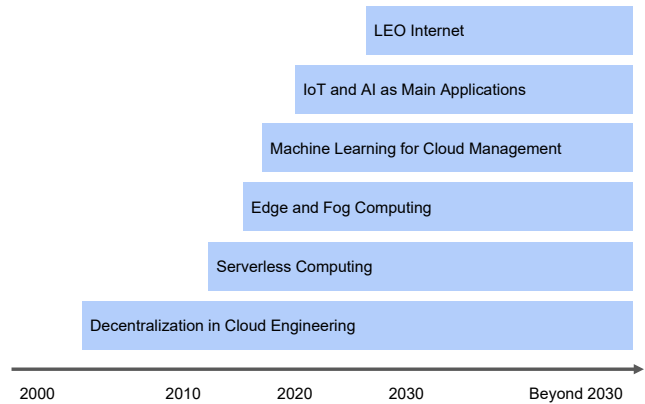 LEO Internet
IoT and AI as Main Applications
Machine Learning for Cloud Management
Edge and Fog Computing
Serverless Computing
Decentralization in Cloud Engineering
2000 2010 2020 2030 Beyond 2030